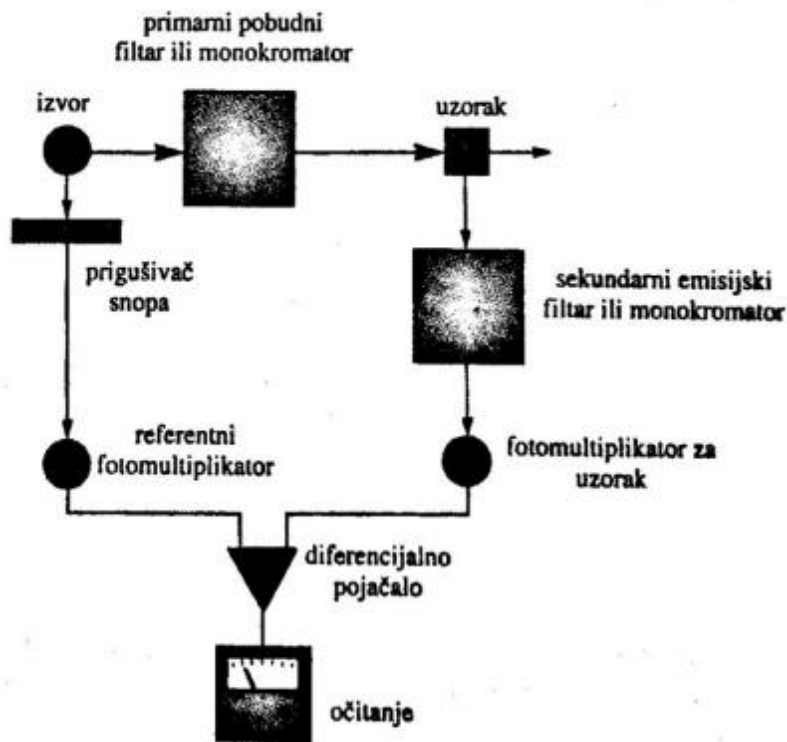 primarni pobudni
filtar ili monokromator
izvor
uzorak
prigušivač
snopa
sekundarni emisijski
filtar ili monokromator
referentni
fotomultiplikator
fotomultiplikator za
uzorak
diferencijalno
pojačalo
očitanje